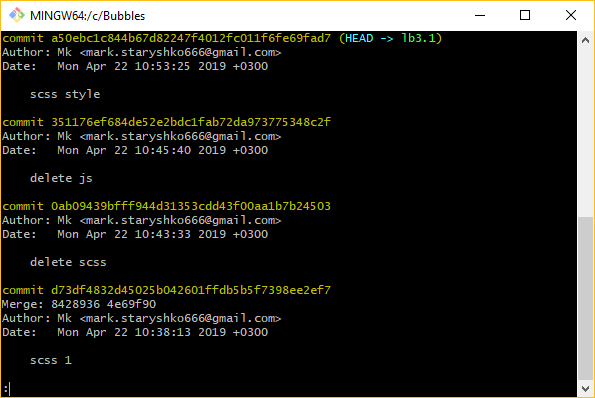 MINGW64:/c/Bubbles
commit a50ebc1c844b67d82247f4012fc011f6fe69fad7 (HEAD -> lb3.1)
Author: Mk <mark.staryshko666@gmail.com>
Date:   Mon Apr 22 10:53:25 2019 +0300
    scss style
commit 351176ef684de52e2bdc1fab72da973775348c2f
Author: Mk <mark.staryshko666@gmail.com>
Date:   Mon Apr 22 10:45:40 2019 +0300
    delete js
commit 0ab09439bfff944d31353cdd43f00aa1b7b24503
Author: Mk <mark.staryshko666@gmail.com>
Date:   Mon Apr 22 10:43:33 2019 +0300
    delete scss
commit d73df4832d45025b042601ffdb5b5f7398ee2ef7
Merge: 8428936 4e69f90
Author: Mk <mark.staryshko666@gmail.com>
Date:   Mon Apr 22 10:38:13 2019 +0300
    scss 1
: